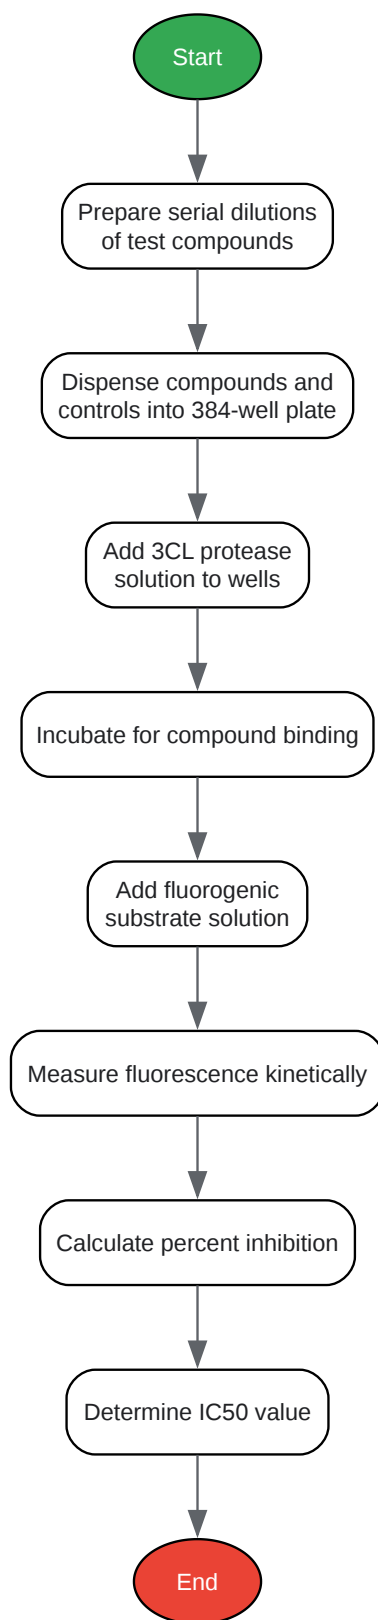 Start
Prepare serial dilutions
of test compounds
Dispense compounds and
controls into 384-well plate
Add 3CL protease
solution to wells
Incubate for compound binding
Add fluorogenic
substrate solution
Measure fluorescence kinetically
Calculate percent inhibition
Determine IC50 value
End